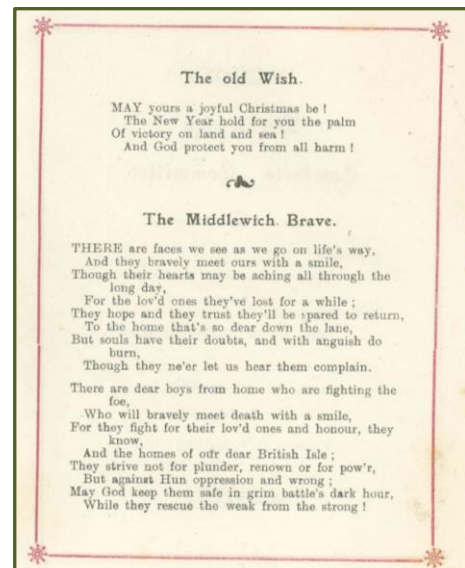 The old Wish.
MAY yours a joyful Christmas be !
The New Year hold for you the palm
Of victory on land and sea !
And God protect you from all harm !
The Middlewich Brave.
THERE are faces we see as we go on life's way,
And they bravely meet ours with a smile,
Though their hearts may be aching all through the
long day,
For the lov'd ones they've lost for a while ;
They hope and they trust they'll be spared to return,
To the home that's so dear down the lane,
But souls have their doubts, and with anguish do
burn,
Though they ne'er let us hear them complain.
There are dear boys from home who are fighting the
foe,
Who will bravely meet death with a smile,
For they fight for their lov'd ones and honour, they
know,
And the homes of our dear British Isle ;
They strive not for plunder, renown or for pow'r,
But against Hun oppression and wrong ;
May God keep them safe in grim battle's dark hour,
While they rescue the weak from the strong !